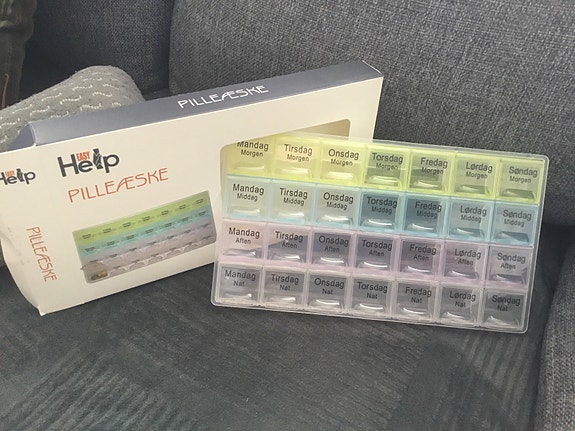 PILLEÆSKE
EASY
Help
PILLEÆSKE
Help
PILLEÆSKE
Mandag Tirsdag Onsdag Torsdag Fredag Lørdag Søndag
Morgen Morgen Morgen Morgen Morgen Morgen Morgen
Mandag Tirsdag Onsdag Torsdag Fredag Lørdag Søndag
Middag Middag Middag Middag Middag Middag Middag
Mandag Tirsdag Onsdag Torsdag Fredag Lørdag Søndag
Aften Aften Aften Aften Aften Aften Aften
Mandag Tirsdag Onsdag Torsdag Fredag Lørdag Søndag
Nat Nat Nat Nat Nat Nat Nat